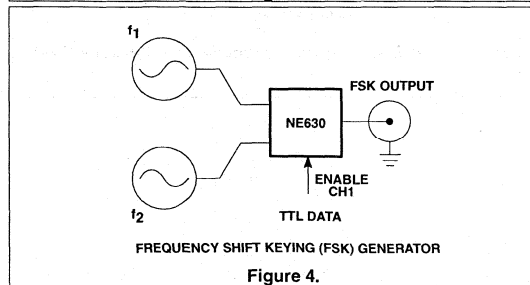 f1
FSK OUTPUT
NE630
ENABLE
CH1
f2
TTL DATA
FREQUENCY SHIFT KEYING (FSK) GENERATOR
Figure 4.